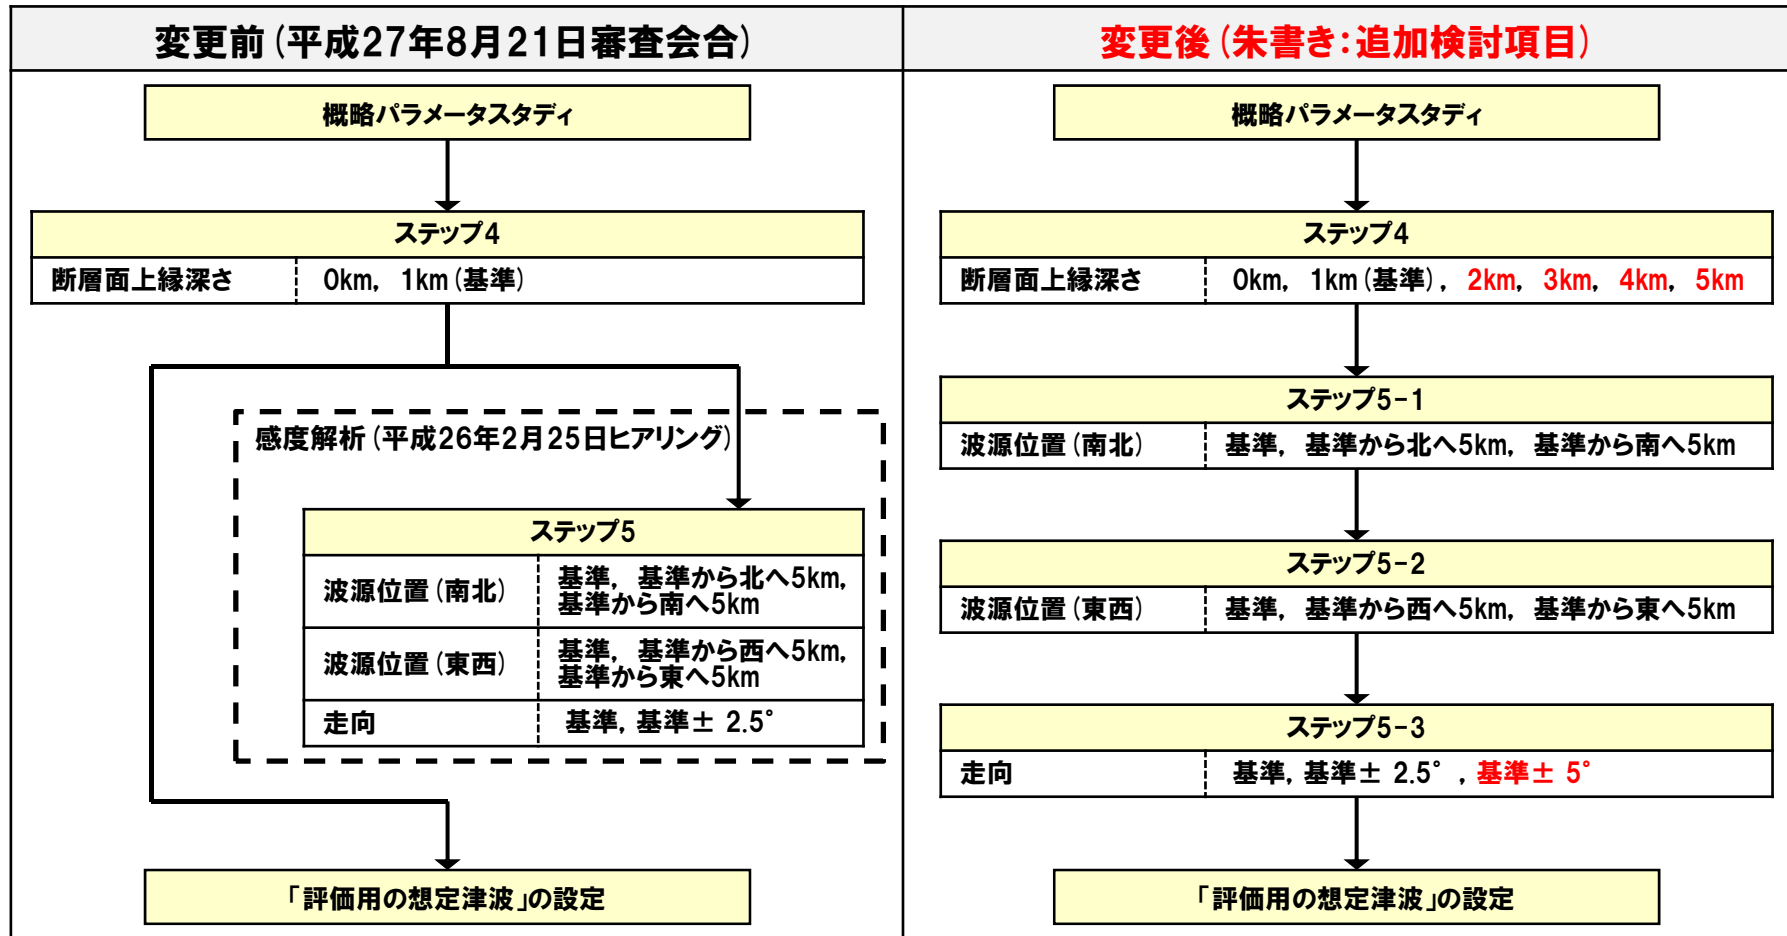 変更前(平成27年8月21日審査会合)
概略パラメータスタディ
ステップ4
断層面上縁深さ 0km, 1km(基準)
感度解析(平成26年2月25日ヒアリング)
ステップ5
波源位置(南北) 基準, 基準から北へ5km,
基準から南へ5km
波源位置(東西) 基準, 基準から西へ5km,
基準から東へ5km
走向 基準, 基準± 2.5°
「評価用の想定津波」の設定
変更後(朱書き:追加検討項目)
概略パラメータスタディ
ステップ4
断層面上縁深さ 0km, 1km(基準), 2km, 3km, 4km, 5km
ステップ5-1
波源位置(南北) 基準, 基準から北へ5km, 基準から南へ5km
ステップ5-2
波源位置(東西) 基準, 基準から西へ5km, 基準から東へ5km
ステップ5-3
走向 基準, 基準± 2.5° , 基準± 5°
「評価用の想定津波」の設定